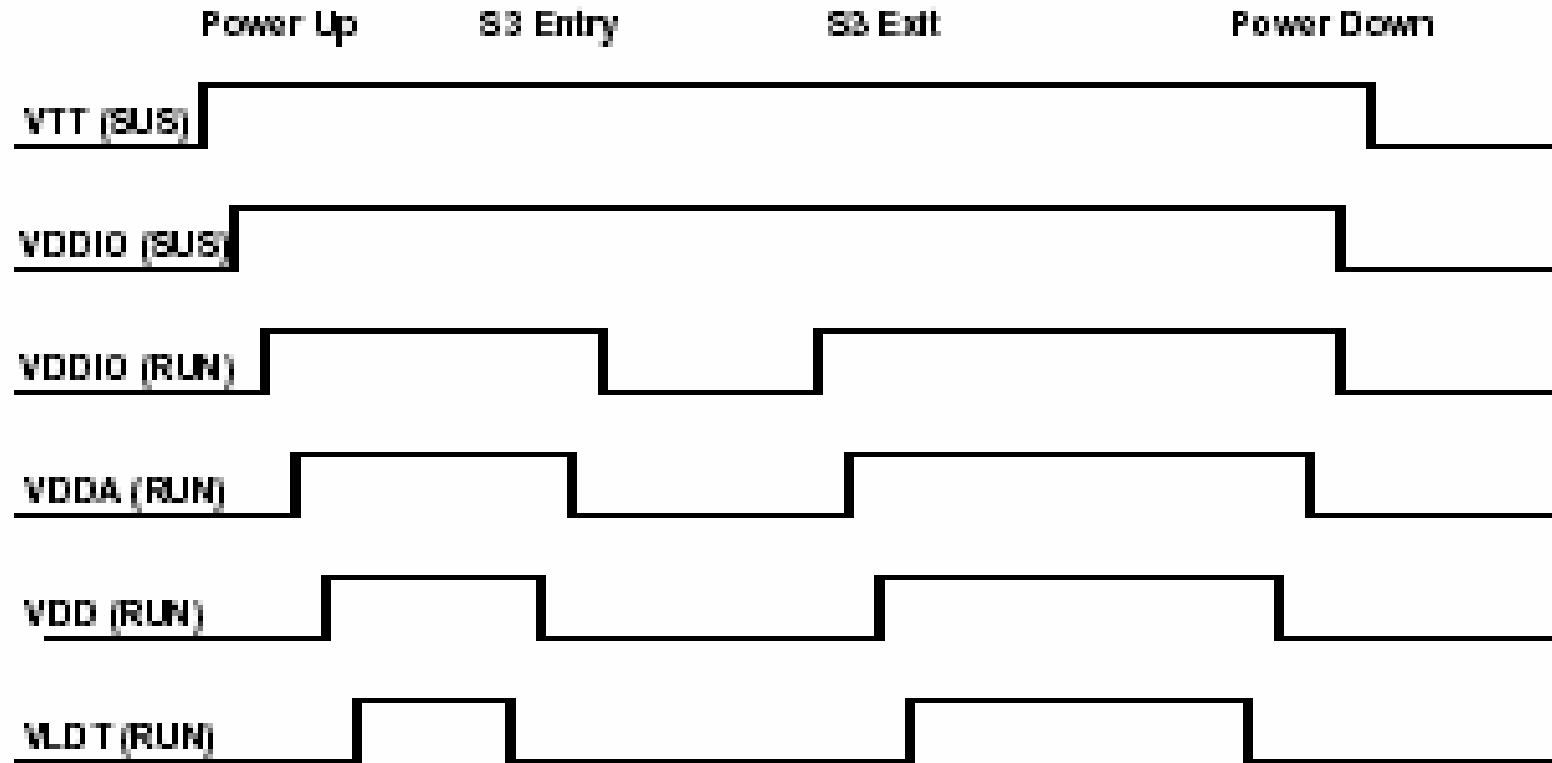 Power Up S3 Entry S3 Exit Power Down
VTT (SUS)
VDDIO (SUS)
VDDIO (RUN)
VDDA (RUN)
VDD (RUN)
VLDT (RUN)